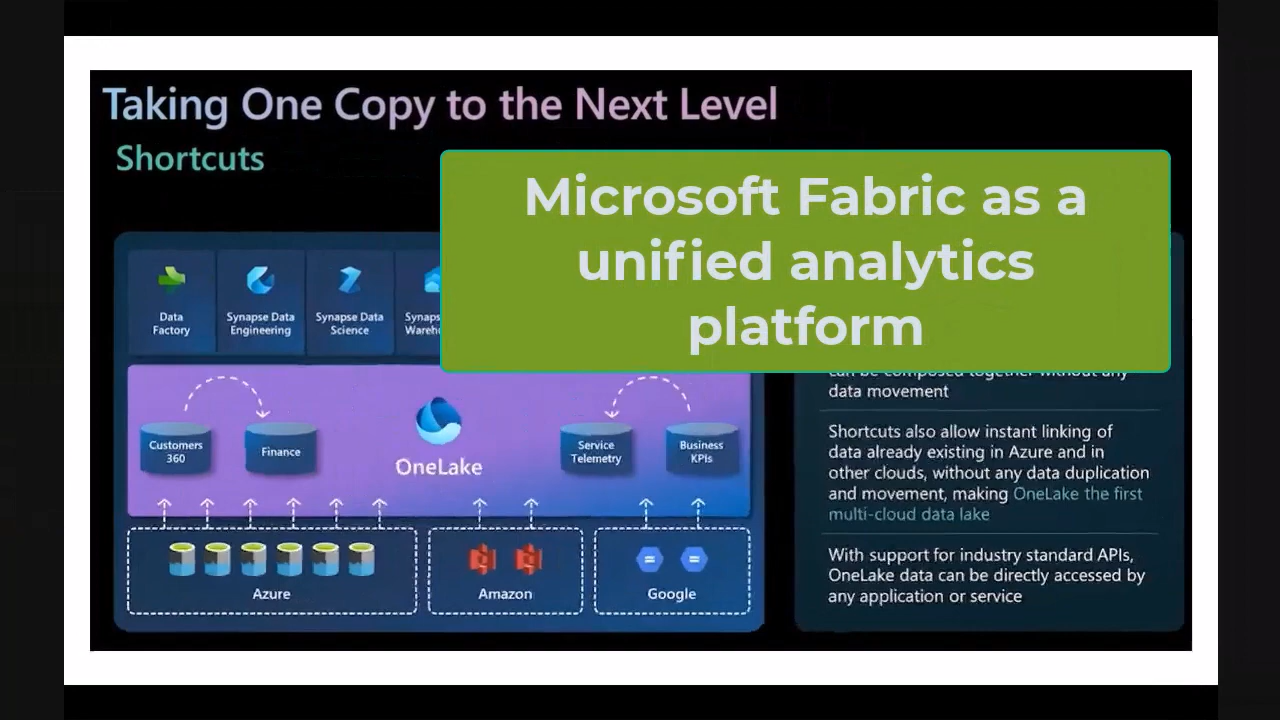 Taking One Copy to the Next Level
Shortcuts
Microsoft Fabric as a
unified analytics
platform
Data
Factory
Synapse Data
Engineering
Synapse Data
Science
OneLake
Customers
360
Finance
Service
Telemetry
Business
KPIs
Azure
Amazon
Google
can be composed together without any
data movement
Shortcuts also allow instant linking of
data already existing in Azure and in
other clouds, without any data duplication
and movement, making OneLake the first
multi-cloud data lake
With support for industry standard APIs,
OneLake data can be directly accessed by
any application or service